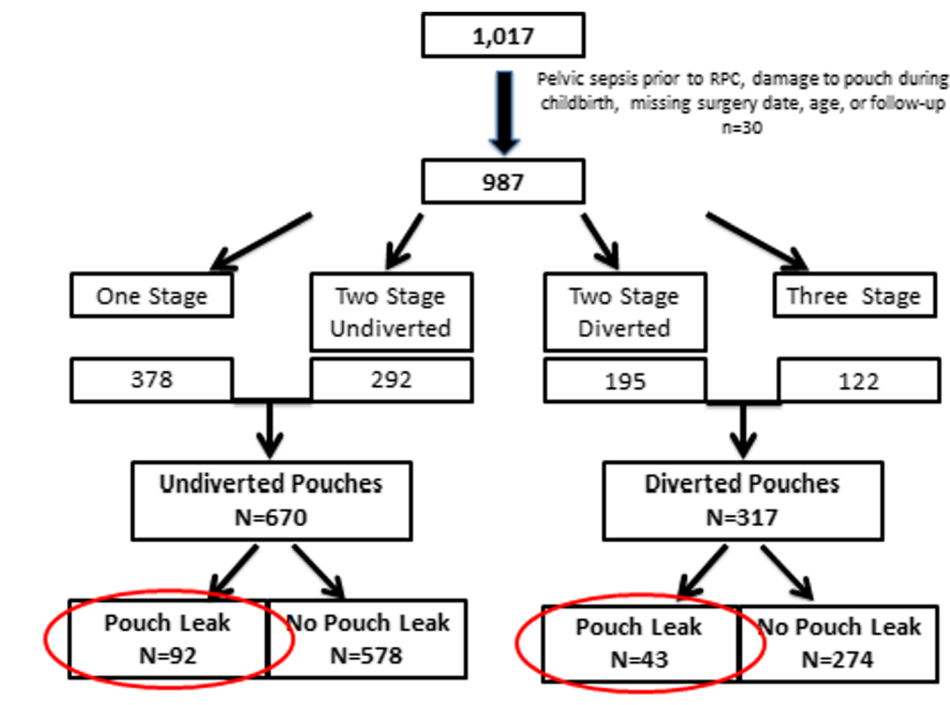 1,017
Pelvic sepsis prior to RPC, damage to pouch during
childbirth, missing surgery date, age, or follow-up
n=30
987
One Stage
Two Stage
Undiverted
Two Stage
Diverted
Three Stage
378
292
195
122
Undiverted Pouches
N=670
Diverted Pouches
N=317
Pouch Leak
N=92
No Pouch Leak
N=578
Pouch Leak
N=43
No Pouch Leak
N=274